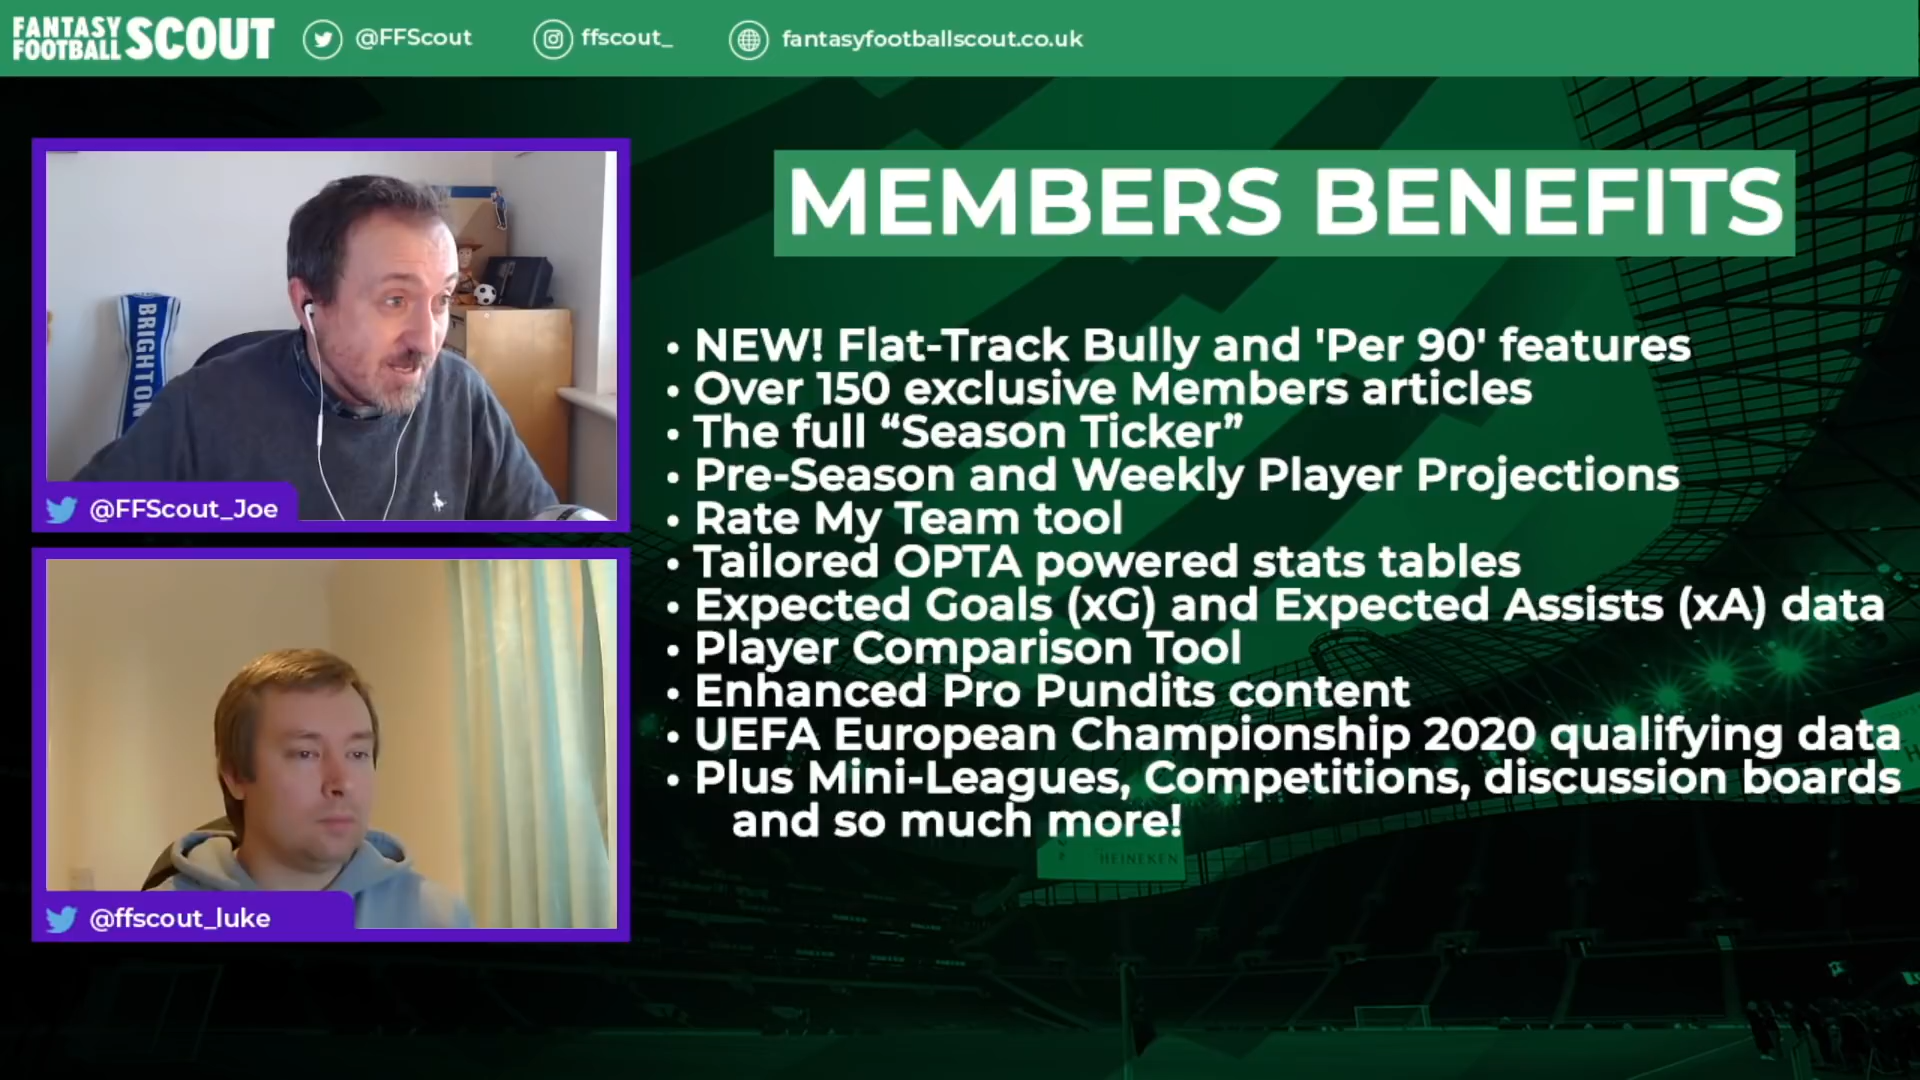 FANTASY
FOOTBALL SCOUT
@FFScout
ffscout_
fantasyfootballscout.co.uk
BRIGHTON
@FFScout_Joe
@ffscout_luke
MEMBERS BENEFITS
• NEW! Flat-Track Bully and 'Per 90' features
• Over 150 exclusive Members articles
• The full “Season Ticker”
• Pre-Season and Weekly Player Projections
• Rate My Team tool
• Tailored OPTA powered stats tables
• Expected Goals (xG) and Expected Assists (xA) data
• Player Comparison Tool
• Enhanced Pro Pundits content
• UEFA European Championship 2020 qualifying data
• Plus Mini-Leagues, Competitions, discussion boards
and so much more!
HEINEKEN